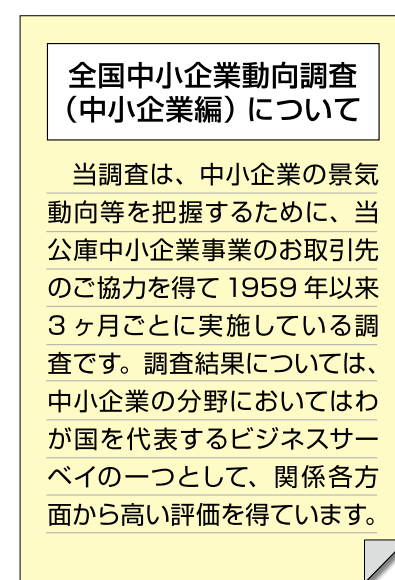 全国中小企業動向調査
（中小企業編）について
当調査は、中小企業の景気
動向等を把握するために、当
公庫中小企業事業のお取引先
のご協力を得て 1959 年以来
3 ヶ月ごとに実施している調
査です。調査結果については、
中小企業の分野においてはわ
が国を代表するビジネスサー
ベイの一つとして、関係各方
面から高い評価を得ています。